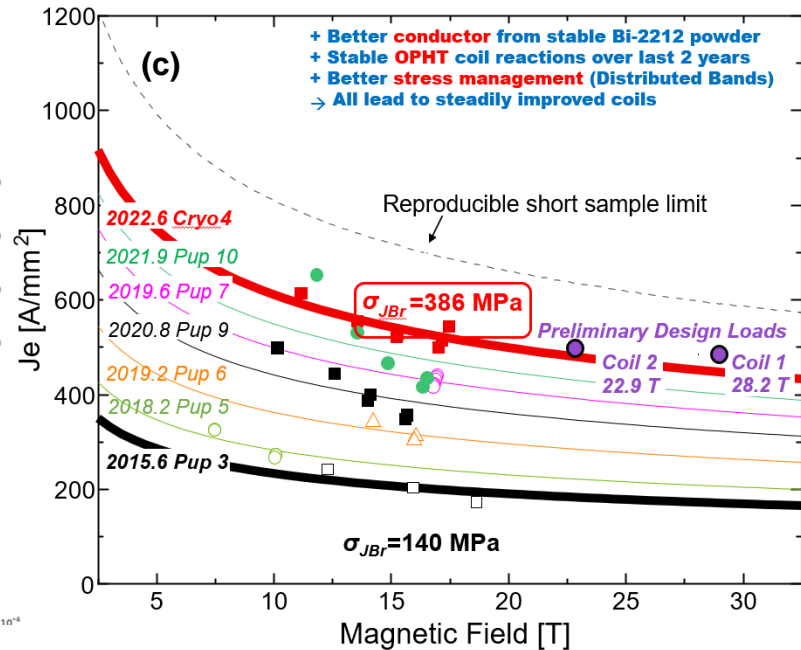 + Better conductor from stable Bi-2212 powder
+ Stable OPHT coil reactions over last 2 years
+ Better stress management (Distributed Bands)
→ All lead to steadily improved coils
(c)
1200
1000
800
600
400
200
0
Je [A/mm²]
Reproducible short sample limit
2022.6 Cryo4
2021.9 Pup 10
2019.6 Pup 7
2020.8 Pup 9
2019.2 Pup 6
2018.2 Pup 5
2015.6 Pup 3
σJBr =386 MPa
Preliminary Design Loads
Coil 2
22.9 T
Coil 1
28.2 T
σJBr=140 MPa
5 10 15 20 25 30
Magnetic Field [T]
10⁻⁴